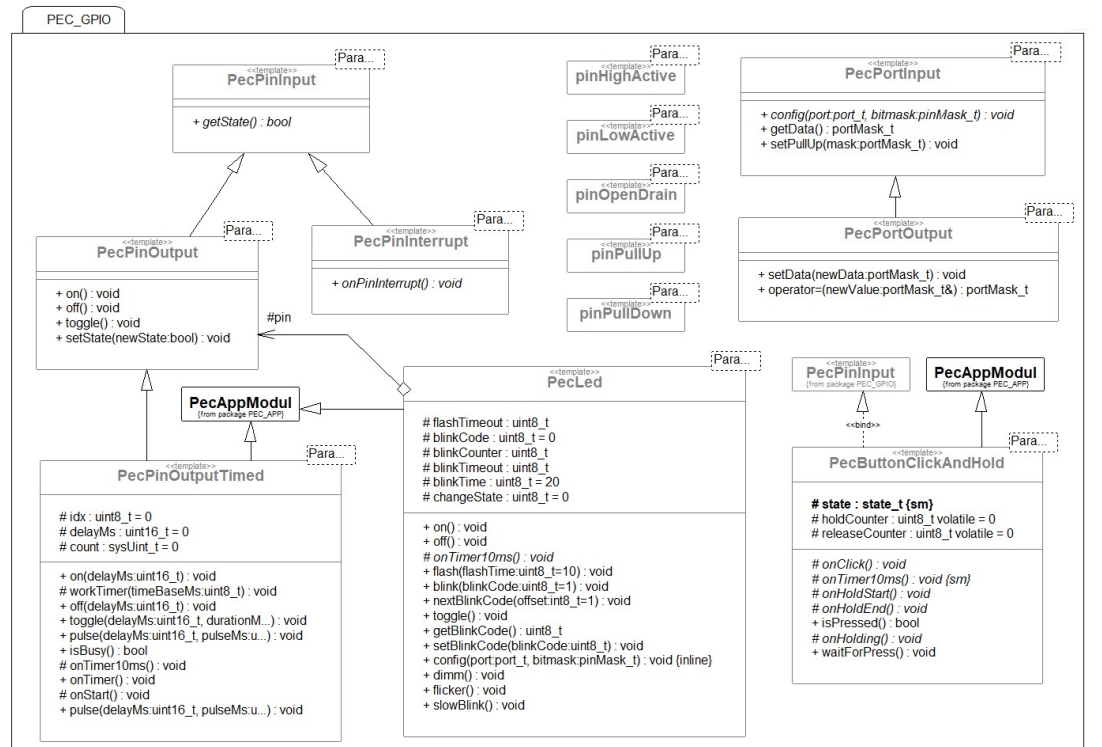 PEC_GPIO
Para...
<<template>>
PecPinInput
+ getState() : bool
Para...
<<template>>
pinHighActive
Para...
<<template>>
pinLowActive
Para...
<<template>>
pinOpenDrain
Para...
<<template>>
pinPullUp
Para...
<<template>>
pinPullDown
Para...
<<template>>
PecPortInput
+ config(port:port_t, bitmask:pinMask_t) : void
+ getData() : portMask_t
+ setPullUp(mask:portMask_t) : void
Para...
<<template>>
PecPinOutput
+ on() : void
+ off() : void
+ toggle() : void
+ setState(newState:bool) : void
Para...
<<template>>
PecPinInterrupt
+ onPinInterrupt() : void
Para...
<<template>>
PecPortOutput
+ setData(newData:portMask_t) : void
+ operator=(newValue:portMask_t&) : portMask_t
#pin
PecAppModul
{from package PEC_APP}
Para...
<<template>>
PecLed
# flashTimeout : uint8_t
# blinkCode : uint8_t = 0
# blinkCounter : uint8_t
# blinkTimeout : uint8_t
# blinkTime : uint8_t = 20
# changeState : uint8_t = 0
+ on() : void
+ off() : void
# onTimer10ms() : void
+ flash(flashTime:uint8_t=10) : void
+ blink(blinkCode:uint8_t=1) : void
+ nextBlinkCode(offset:int8_t=1) : void
+ toggle() : void
+ getBlinkCode() : uint8_t
+ setBlinkCode(blinkCode:uint8_t) : void
+ config(port:port_t, bitmask:pinMask_t) : void {inline}
+ dimm() : void
+ flicker() : void
+ slowBlink() : void
Para...
<<template>>
PecPinOutputTimed
# idx : uint8_t = 0
# delayMs : uint16_t = 0
# count : sysUint_t = 0
+ on(delayMs:uint16_t) : void
# workTimer(timeBaseMs:uint8_t) : void
+ off(delayMs:uint16_t) : void
+ toggle(delayMs:uint16_t, durationM...) : void
+ pulse(delayMs:uint16_t, pulseMs:u...) : void
+ isBusy() : bool
# onTimer10ms() : void
+ onTimer() : void
# onStart() : void
+ pulse(delayMs:uint16_t, pulseMs:u...) : void
<<template>>
PecPinInput
{from package PEC_GPIO}
PecAppModul
{from package PEC_APP}
<<bind>>
Para...
<<template>>
PecButtonClickAndHold
# state : state_t {sm}
# holdCounter : uint8_t volatile = 0
# releaseCounter : uint8_t volatile = 0
# onClick() : void
# onTimer10ms() : void {sm}
# onHoldStart() : void
# onHoldEnd() : void
+ isPressed() : bool
# onHolding() : void
+ waitForPress() : void